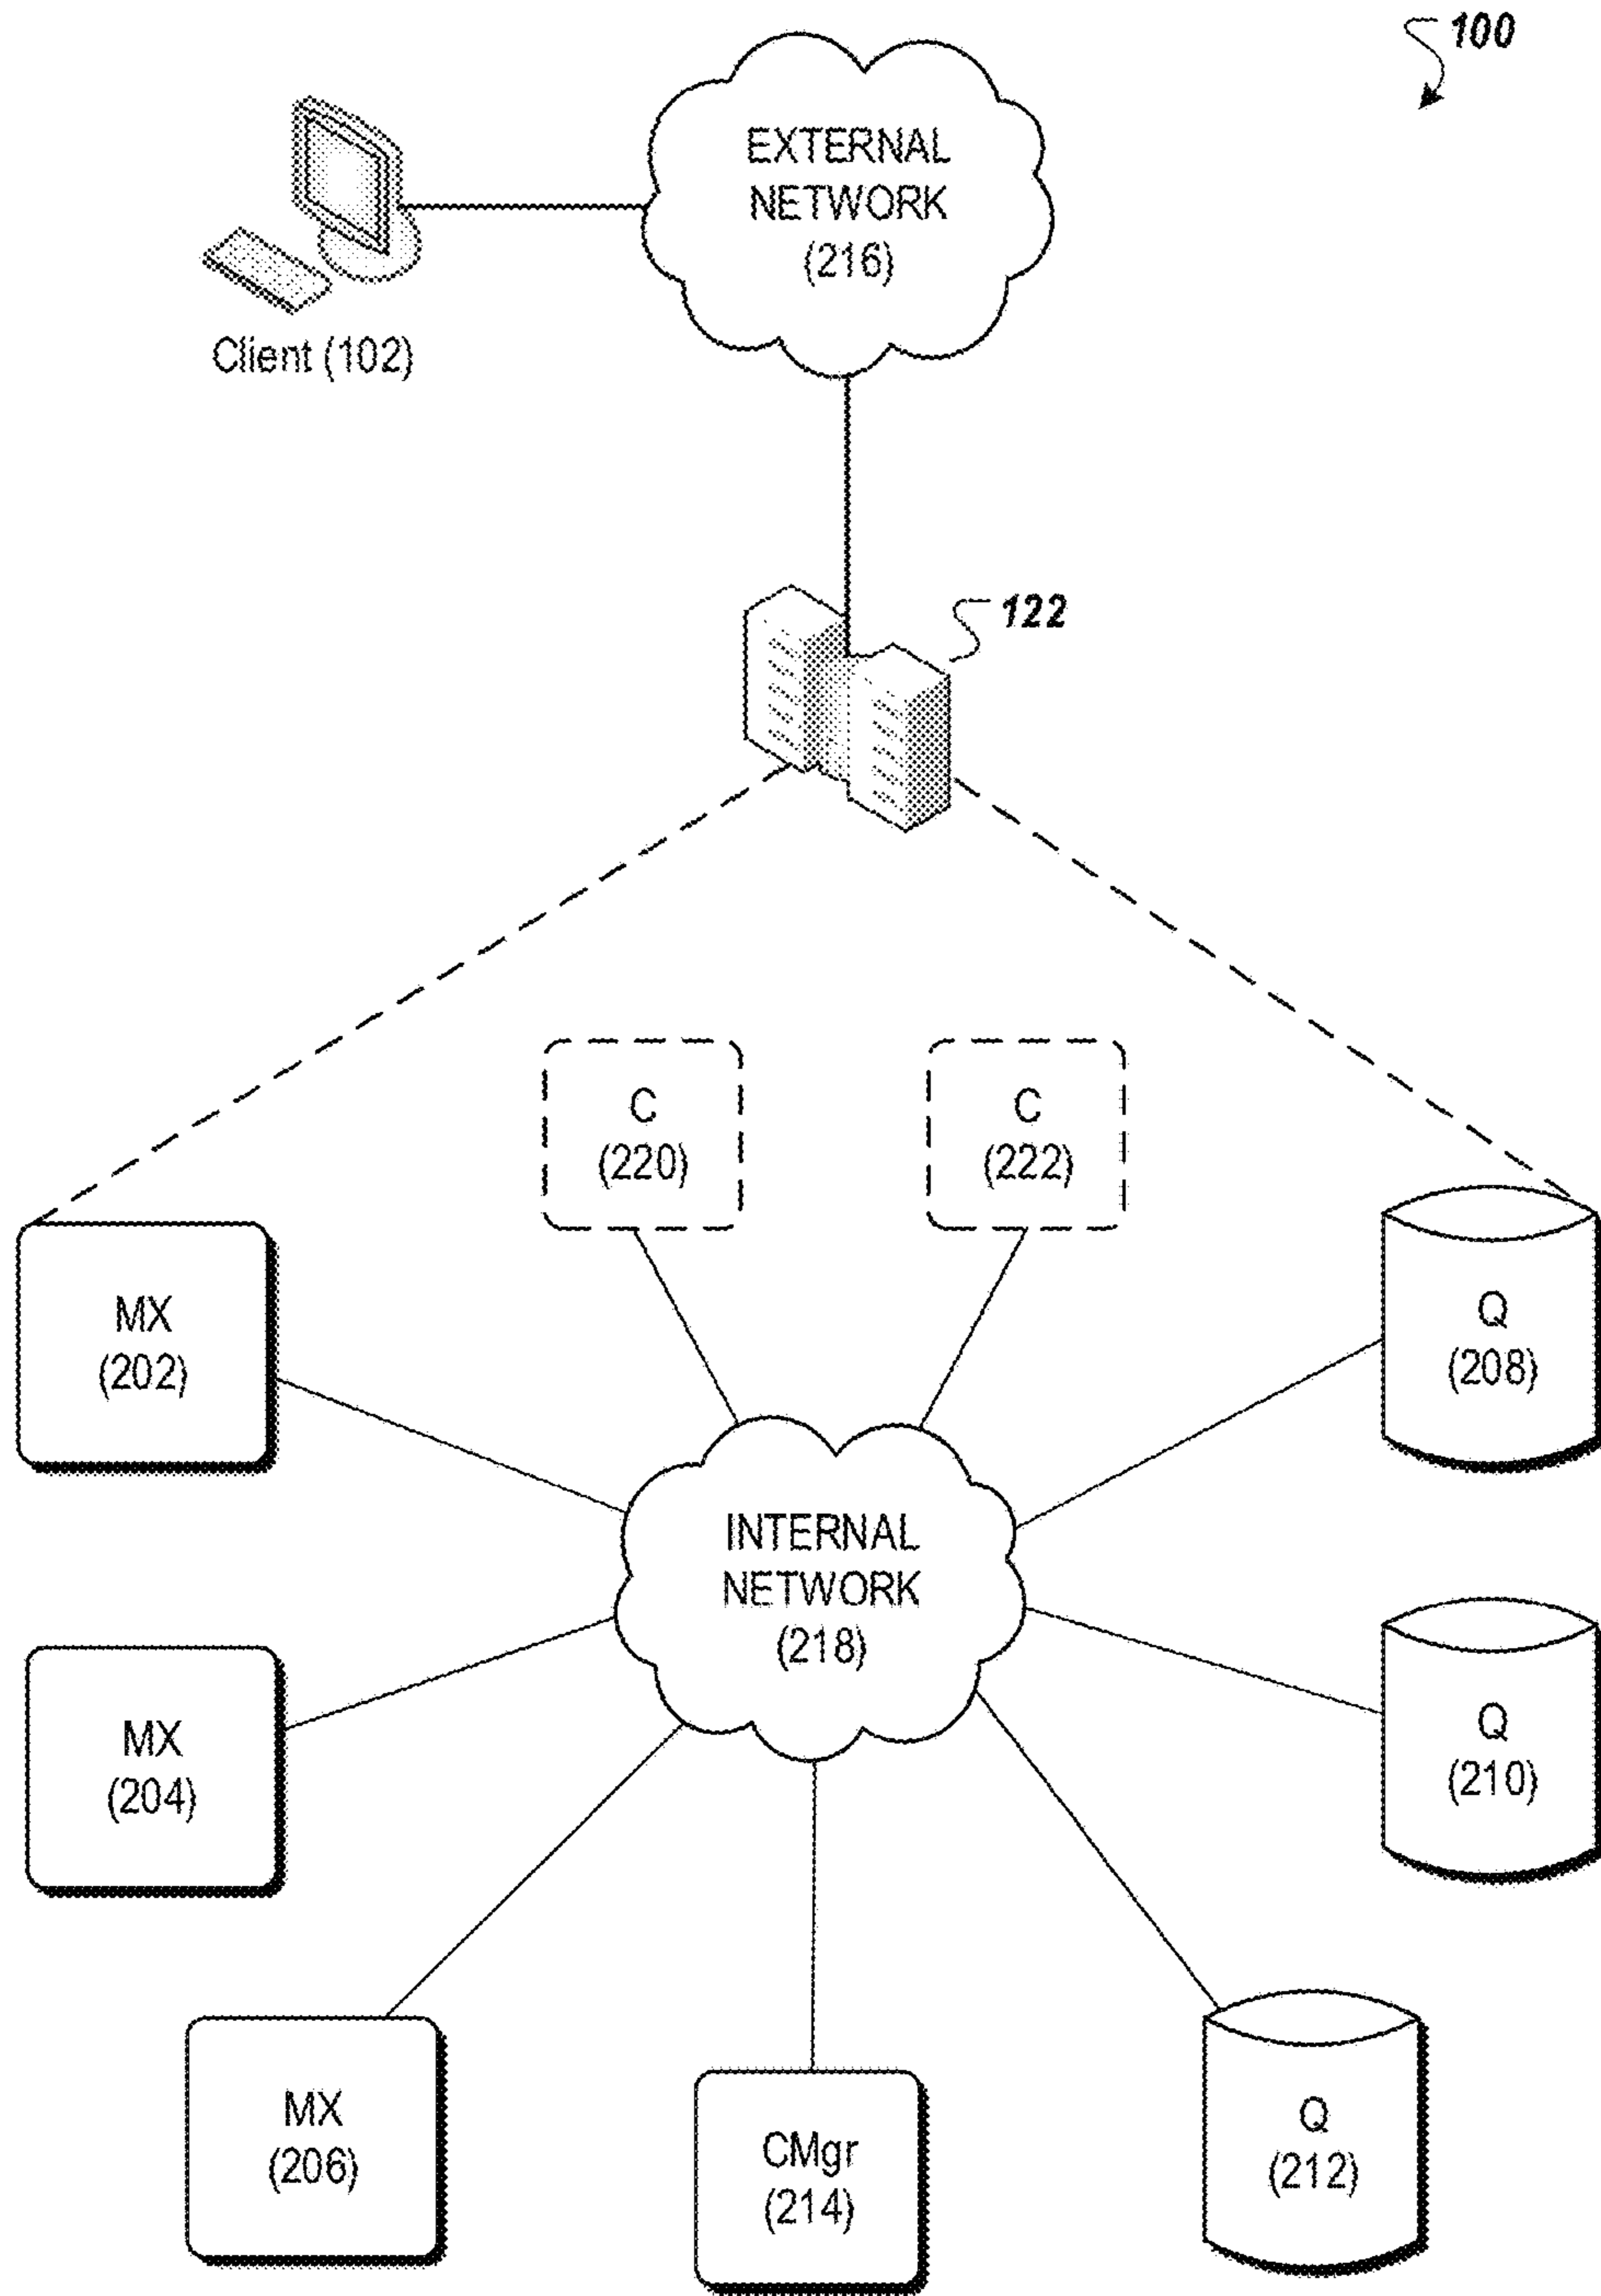 100
EXTERNAL
NETWORK
(216)
Client (102)
122
C
(220)
C
(222)
MX
(202)
Q
(208)
INTERNAL
NETWORK
(218)
MX
(204)
Q
(210)
MX
(206)
CMgr
(214)
Q
(212)